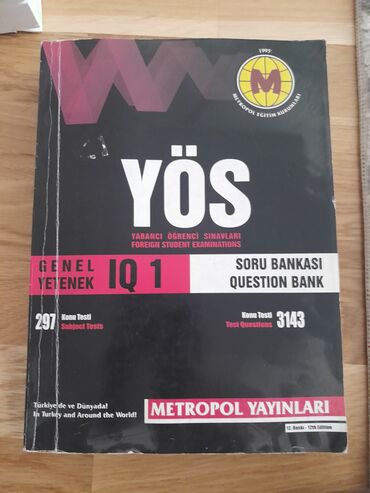 1995
M
METROPOL EĞİTİM KURUMLARI
YÖS
YABANCI ÖĞRENCİ SINAVLARI
FOREIGN STUDENT EXAMINATIONS
GENEL
YETENEK
IQ 1
SORU BANKASI
QUESTION BANK
297 Konu Testi
Subject Tests
Konu Testi 3143
Test Questions
Türkiye'de ve Dünyada!
In Turkey and Around the World!
METROPOL YAYINLARI
12. Baskı - 12th Edition